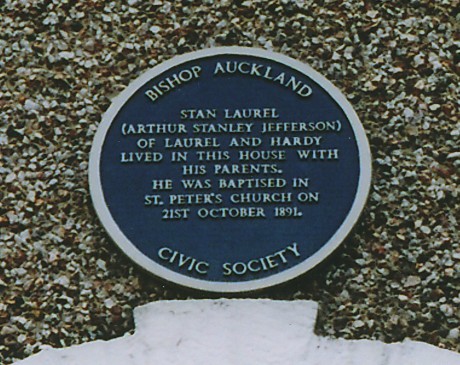 BISHOP AUCKLAND
STAN LAUREL
(ARTHUR STANLEY JEFFERSON)
OF LAUREL AND HARDY
LIVED IN THIS HOUSE WITH
HIS PARENTS.
HE WAS BAPTISED IN
ST. PETER'S CHURCH ON
21ST OCTOBER 1891.
CIVIC SOCIETY